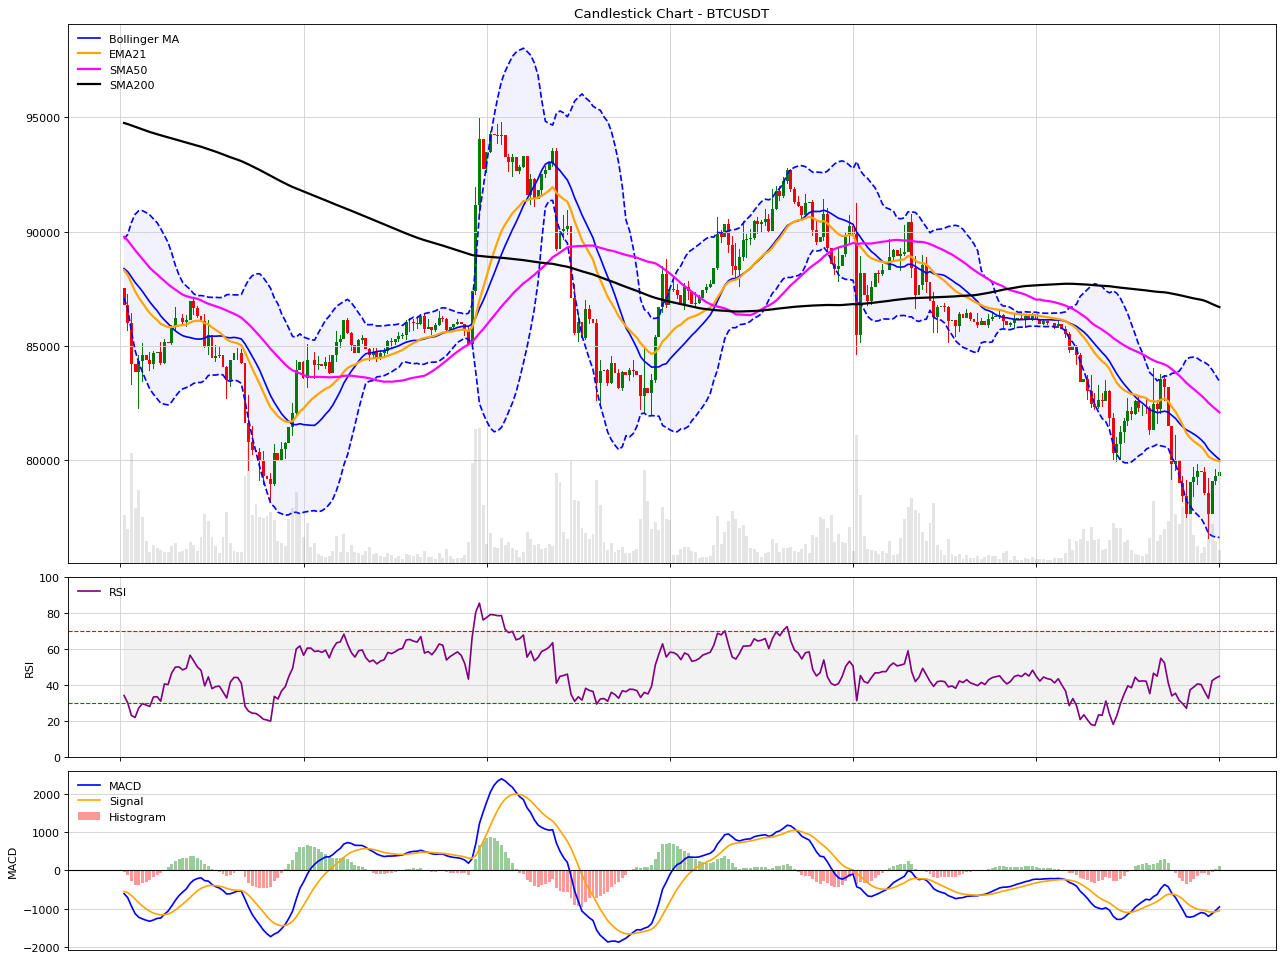 Candlestick Chart - BTCUSDT
Bollinger MA
EMA21
SMA50
SMA200
95000
90000
85000
80000
100
80
60
40
20
0
RSI
RSI
2000
1000
0
−1000
−2000
MACD
MACD
Signal
Histogram